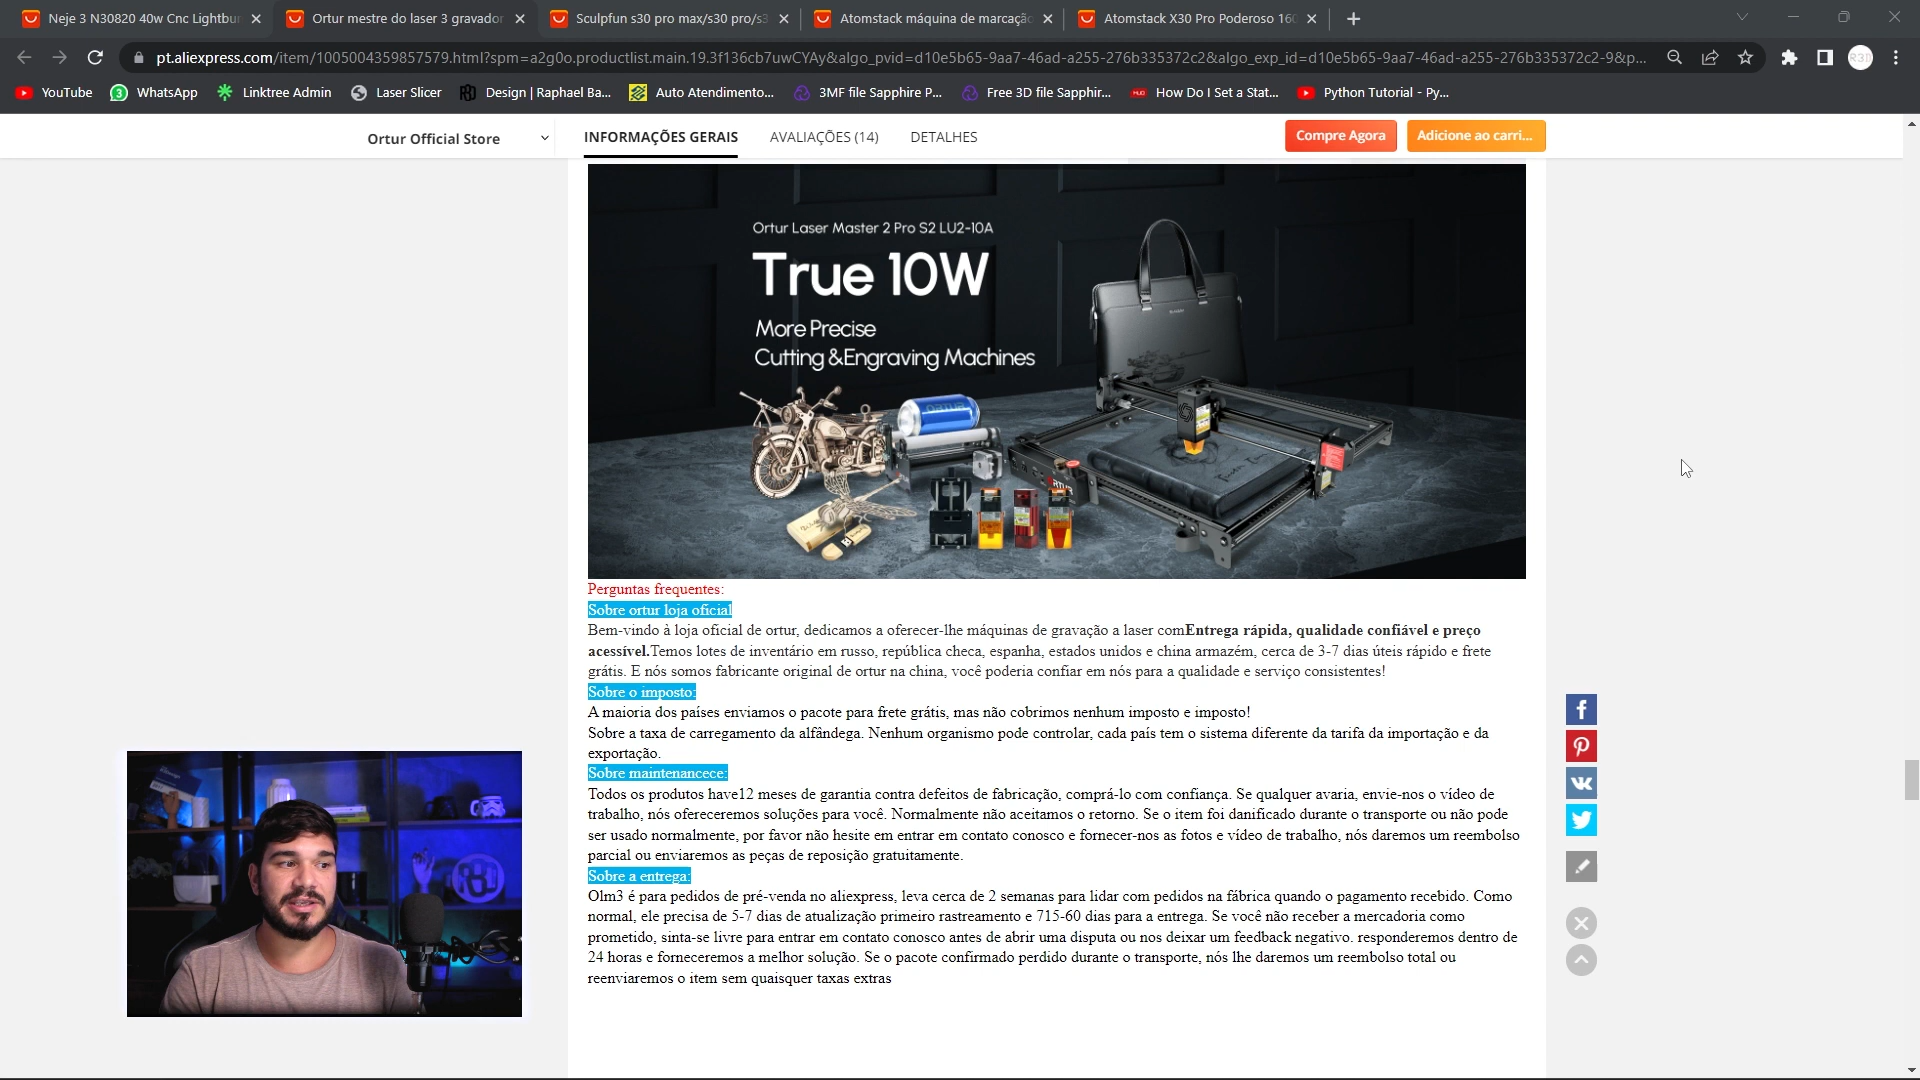 Neje 3 N30820 40w Cnc Lightbu
Ortur mestre do laser 3 gravador
Sculpfun s30 pro max/s30 pro/s3
Atomstack máquina de marcaçã
Atomstack X30 Pro Poderoso 160
pt.aliexpress.com/item/1005004359857579.html?spm=a2g0o.productlist.main.19.3f136cb7uwCYAy&algo_pvid=d10e5b65-9aa7-46ad-a255-276b335372c2&algo_exp_id=d10e5b65-9aa7-46ad-a255-276b335372c2-9&p...
YouTube
3
WhatsApp
Linktree Admin
Laser Slicer
Design | Raphael Ba...
Auto Atendimento...
3MF file Sapphire P...
Free 3D file Sapphir...
How Do I Set a Stat...
Python Tutorial - Py...
Ortur Official Store
INFORMAÇÕES GERAIS
AVALIAÇÕES (14)
DETALHES
Compre Agora
Adicione ao carri...
Ortur Laser Master 2 Pro S2 LU2-10A
True 10W
More Precise
Cutting &Engraving Machines
Perguntas frequentes:
Sobre ortur loja oficial
Bem-vindo à loja oficial de ortur, dedicamos a oferecer-lhe máquinas de gravação a laser comEntrega rápida, qualidade confiável e preço
acessível.Temos lotes de inventário em russo, república checa, espanha, estados unidos e china armazém, cerca de 3-7 dias úteis rápido e frete
grátis. E nós somos fabricante original de ortur na china, você poderia confiar em nós para a qualidade e serviço consistentes!
Sobre o imposto:
A maioria dos países enviamos o pacote para frete grátis, mas não cobrimos nenhum imposto e imposto!
Sobre a taxa de carregamento da alfândega. Nenhum organismo pode controlar, cada país tem o sistema diferente da tarifa da importação e da
exportação.
Sobre maintenancece:
Todos os produtos have12 meses de garantia contra defeitos de fabricação, comprá-lo com confiança. Se qualquer avaria, envie-nos o vídeo de
trabalho, nós ofereceremos soluções para você. Normalmente não aceitamos o retorno. Se o item foi danificado durante o transporte ou não pode
ser usado normalmente, por favor não hesite em entrar em contato conosco e fornecer-nos as fotos e vídeo de trabalho, nós daremos um reembolso
parcial ou enviaremos as peças de reposição gratuitamente.
Sobre a entrega:
Olm3 é para pedidos de pré-venda no aliexpress, leva cerca de 2 semanas para lidar com pedidos na fábrica quando o pagamento recebido. Como
normal, ele precisa de 5-7 dias de atualização primeiro rastreamento e 715-60 dias para a entrega. Se você não receber a mercadoria como
prometido, sinta-se livre para entrar em contato conosco antes de abrir uma disputa ou nos deixar um feedback negativo. responderemos dentro de
24 horas e forneceremos a melhor solução. Se o pacote confirmado perdido durante o transporte, nós lhe daremos um reembolso total ou
reenviaremos o item sem quaisquer taxas extras